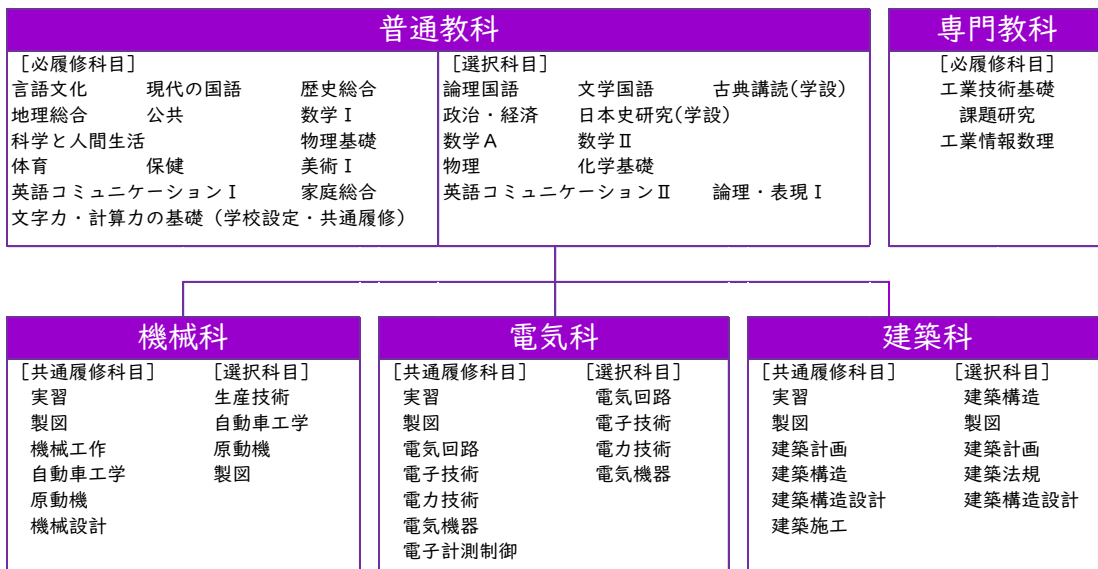 普通教科
[必履修科目]
言語文化 現代の国語 歴史総合
地理総合 公共 数学Ⅰ
科学と人間生活 物理基礎
体育 保健 美術Ⅰ
英語コミュニケーションⅠ 家庭総合
文字力・計算力の基礎（学校設定・共通履修）
[選択科目]
論理国語 文学国語 古典講読(学設)
政治・経済 日本史研究(学設)
数学A 数学Ⅱ
物理 化学基礎
英語コミュニケーションⅡ 論理・表現Ⅰ
専門教科
[必履修科目]
工業技術基礎
課題研究
工業情報数理
機械科
[共通履修科目] [選択科目]
実習 生産技術
製図 自動車工学
機械工作 原動機
自動車工学 製図
原動機
機械設計
電気科
[共通履修科目] [選択科目]
実習 電気回路
製図 電子技術
電気回路 電力技術
電子技術 電気機器
電力技術
電気機器
電子計測制御
建築科
[共通履修科目] [選択科目]
実習 建築構造
製図 製図
建築計画 建築計画
建築構造 建築法規
建築構造設計 建築構造設計
建築施工